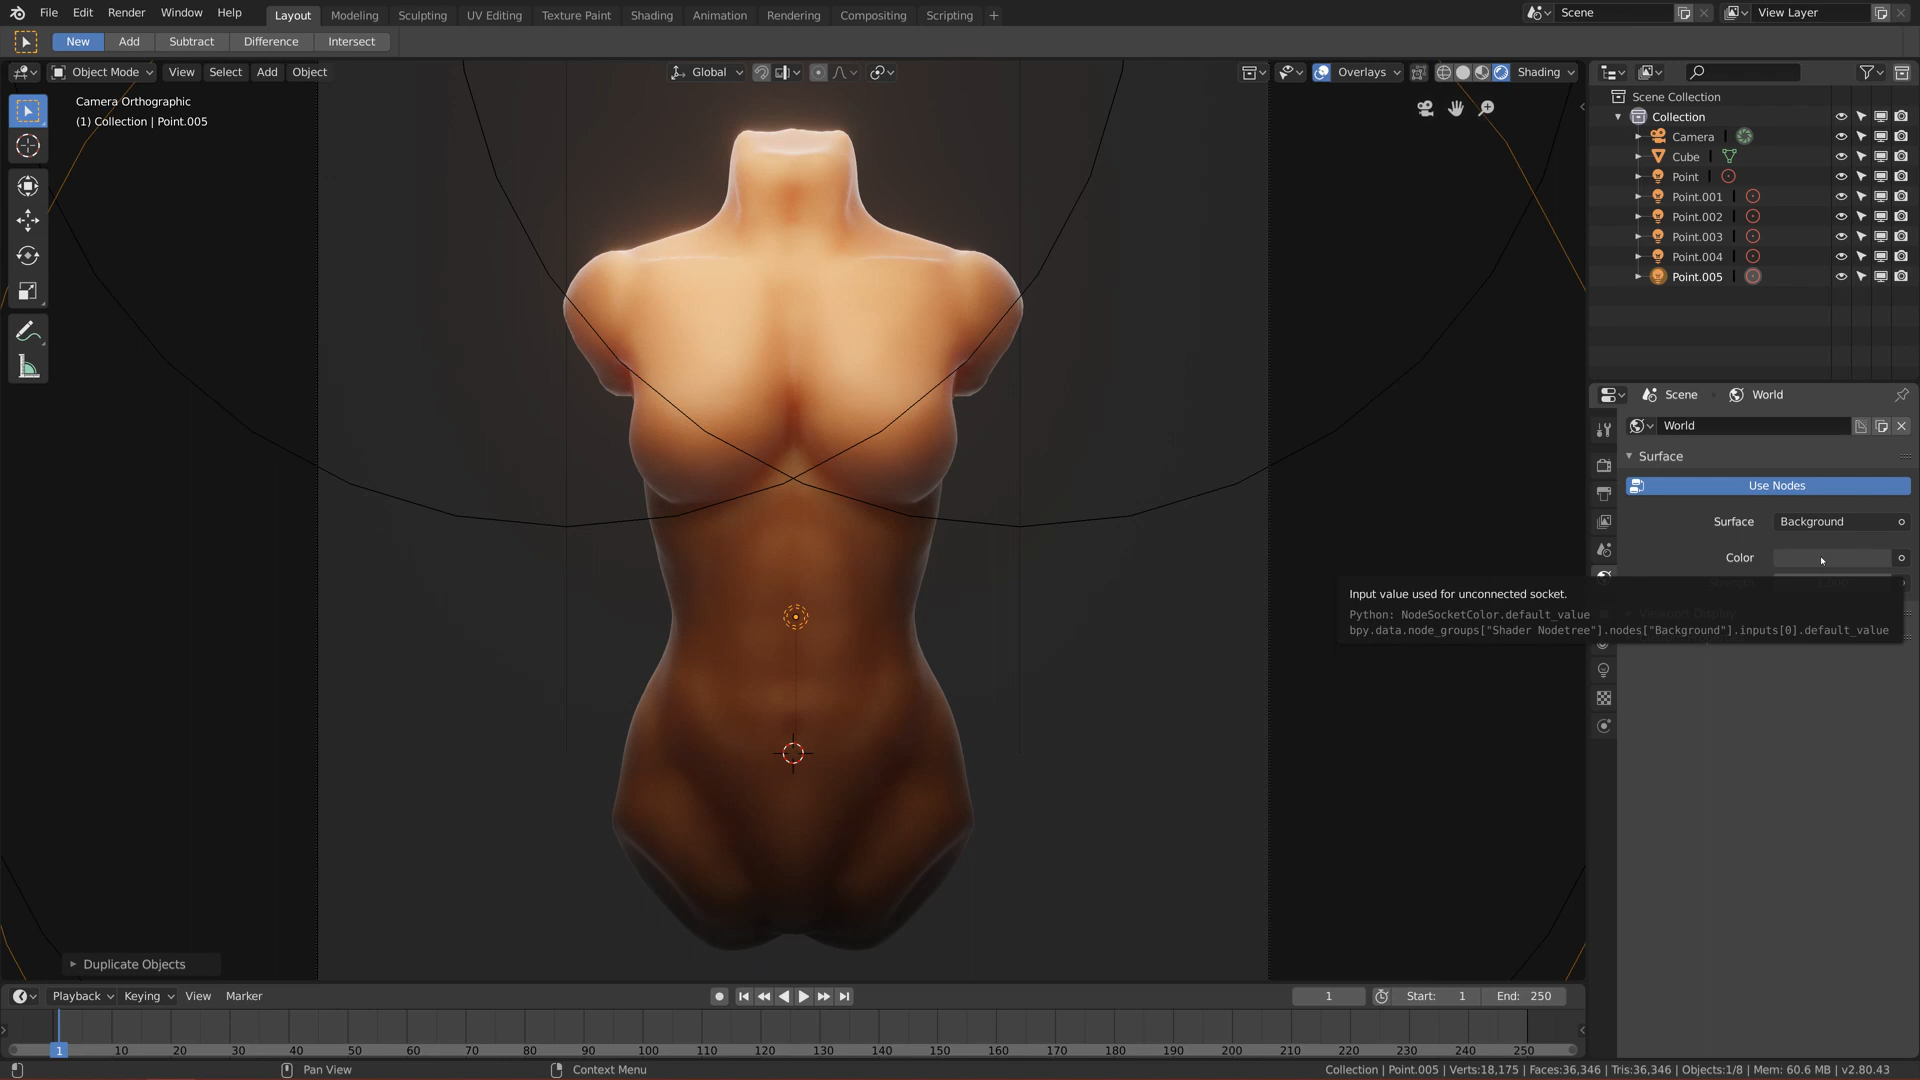 File Edit Render Window Help Layout Modeling Sculpting UV Editing Texture Paint Shading Animation Rendering Compositing Scripting + Scene View Layer
New Add Subtract Difference Intersect
Object Mode View Select Add Object Global Overlays Shading
Camera Orthographic
(1) Collection | Point.005
Scene Collection
Collection
Camera
Cube
Point
Point.001
Point.002
Point.003
Point.004
Point.005
Scene World
World
Surface
Use Nodes
Surface Background
Color
Input value used for unconnected socket.
Python: NodeSocketColor.default_value
bpy.data.node_groups["Shader Nodetree"].nodes["Background"].inputs[0].default_value
Duplicate Objects
Playback Keying View Marker 1 Start: 1 End: 250
1 10 20 30 40 50 60 70 80 90 100 110 120 130 140 150 160 170 180 190 200 210 220 230 240 250
Pan View Context Menu Collection | Point.005 | Verts:18,175 | Faces:36,346 | Tris:36,346 | Objects:1/8 | Mem: 60.6 MB | v2.80.43